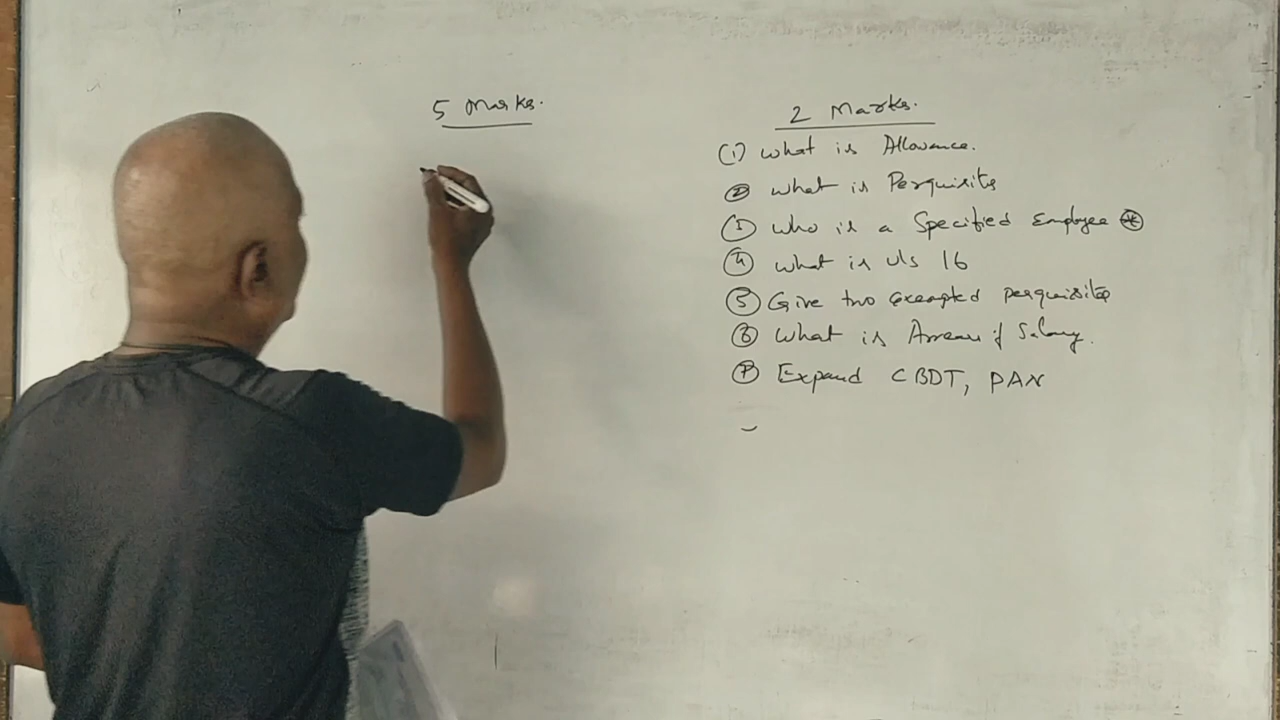 5 Marks.
2 Marks.
(1) what is Allowance.
② what is Perquisite
③ who is a Specified Employee *
④ what is u/s 16
⑤ Give two exempted perquisites
⑥ What is Arrears of Salary.
⑦ Expand CBDT, PAN